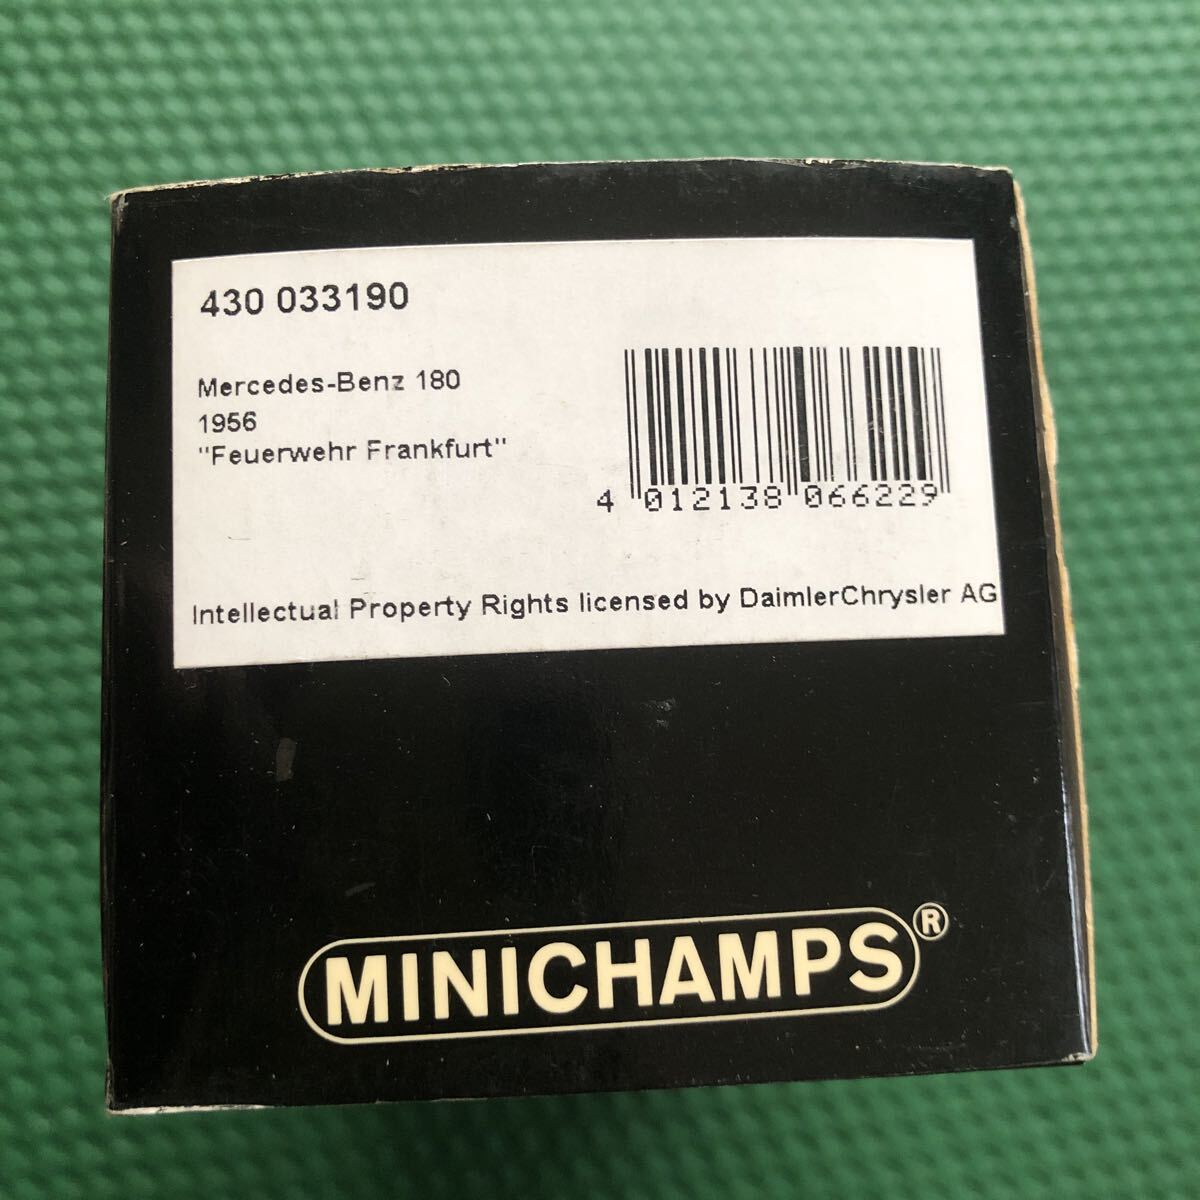 430 033190
Mercedes-Benz 180
1956
"Feuerwehr Frankfurt"
4 012138 066229
Intellectual Property Rights licensed by DaimlerChrysler AG
MINICHAMPS®